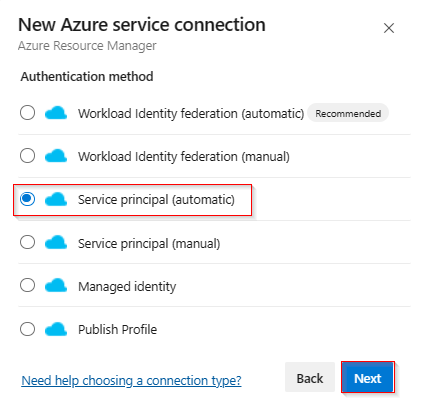 New Azure service connection
Azure Resource Manager
Authentication method
Workload Identity federation (automatic) Recommended
Workload Identity federation (manual)
Service principal (automatic)
Service principal (manual)
Managed identity
Publish Profile
Need help choosing a connection type? Back Next